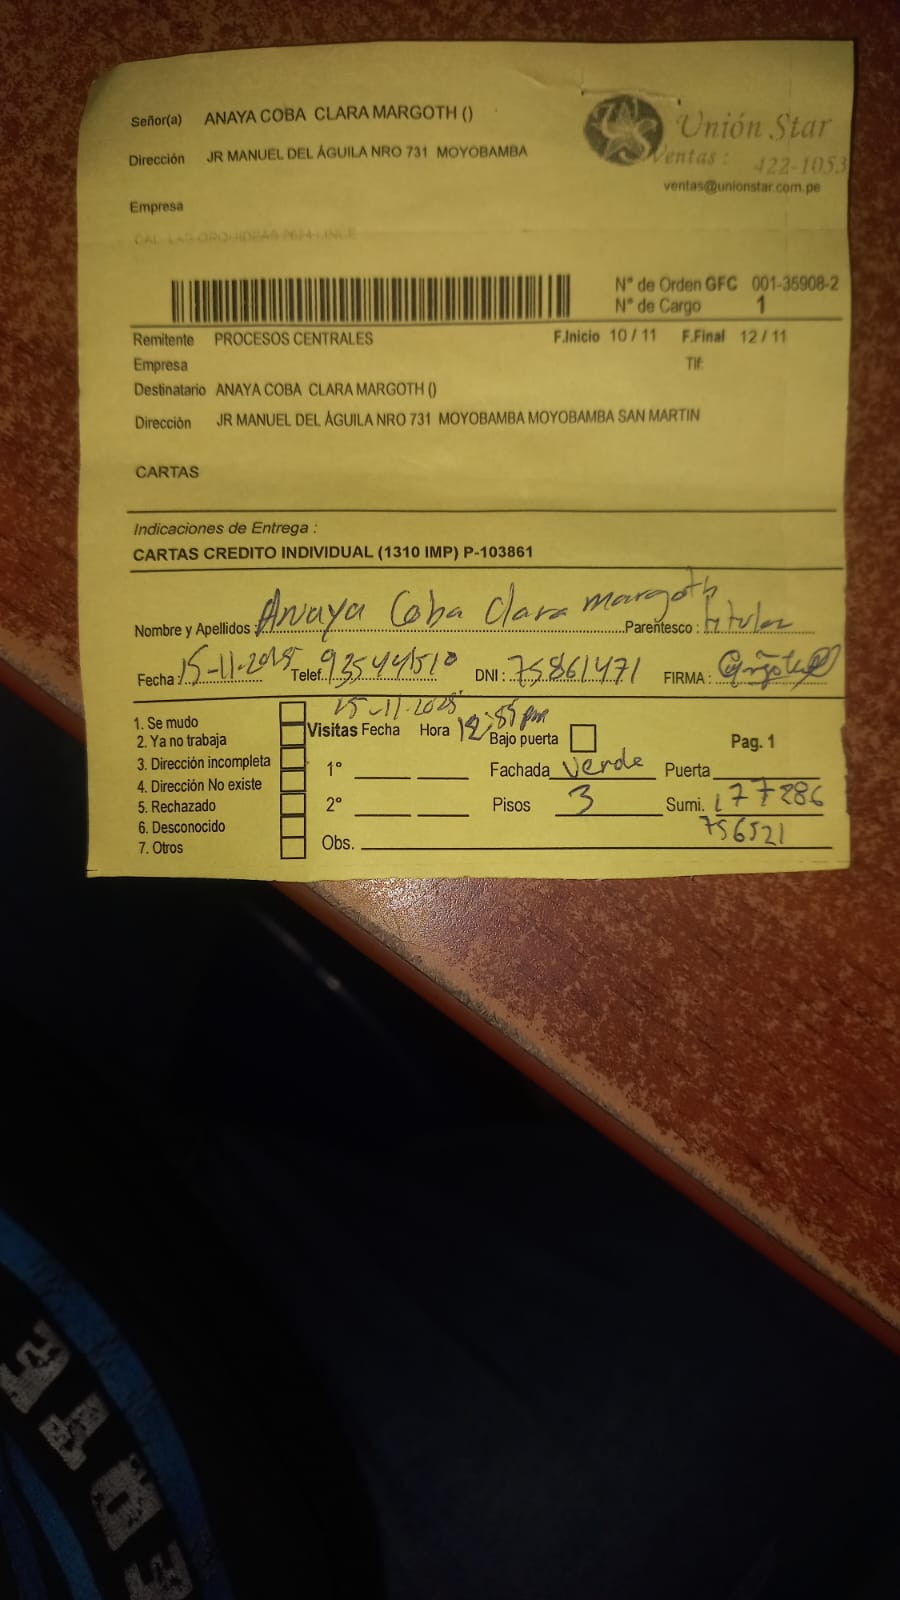 Señor(a) ANAYA COBA CLARA MARGOTH ()
Unión Star
Dirección JR MANUEL DEL ÁGUILA NRO 731 MOYOBAMBA
Ventas : 422-1053
ventas@unionstar.com.pe
Empresa
CAL. LAS ORQUIDEAS 2624 LINCE
N° de Orden GFC 001-35908-2
N° de Cargo 1
Remitente PROCESOS CENTRALES F.Inicio 10 / 11 F.Final 12 / 11
Empresa Tlf:
Destinatario ANAYA COBA CLARA MARGOTH ()
Dirección JR MANUEL DEL ÁGUILA NRO 731 MOYOBAMBA MOYOBAMBA SAN MARTIN
CARTAS
Indicaciones de Entrega :
CARTAS CREDITO INDIVIDUAL (1310 IMP) P-103861
Nombre y Apellidos : Anaya Coba Clara margoth Parentesco : titular
Fecha : 15-11-2025 Telef. DNI : 75861471 FIRMA :
15-11-2025
1. Se mudo
Visitas Fecha Hora
2. Ya no trabaja
Bajo puerta
Pag. 1
3. Dirección incompleta
1° Fachada verde Puerta
4. Dirección No existe
5. Rechazado
2° Pisos 3 Sumi. 177286
6. Desconocido
756521
7. Otros
Obs.